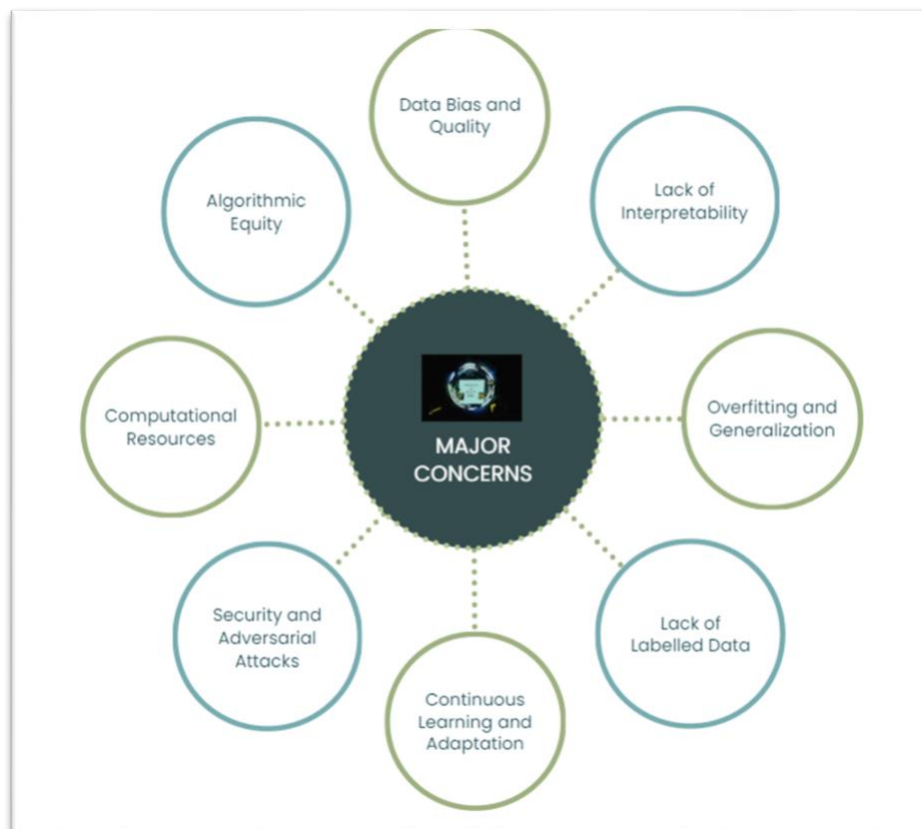 Data Bias and
Quality
Lack of
Interpretability
Overfitting and
Generalization
Lack of
Labelled Data
Continuous
Learning and
Adaptation
Security and
Adversarial
Attacks
Computational
Resources
Algorithmic
Equity
MAJOR
CONCERNS